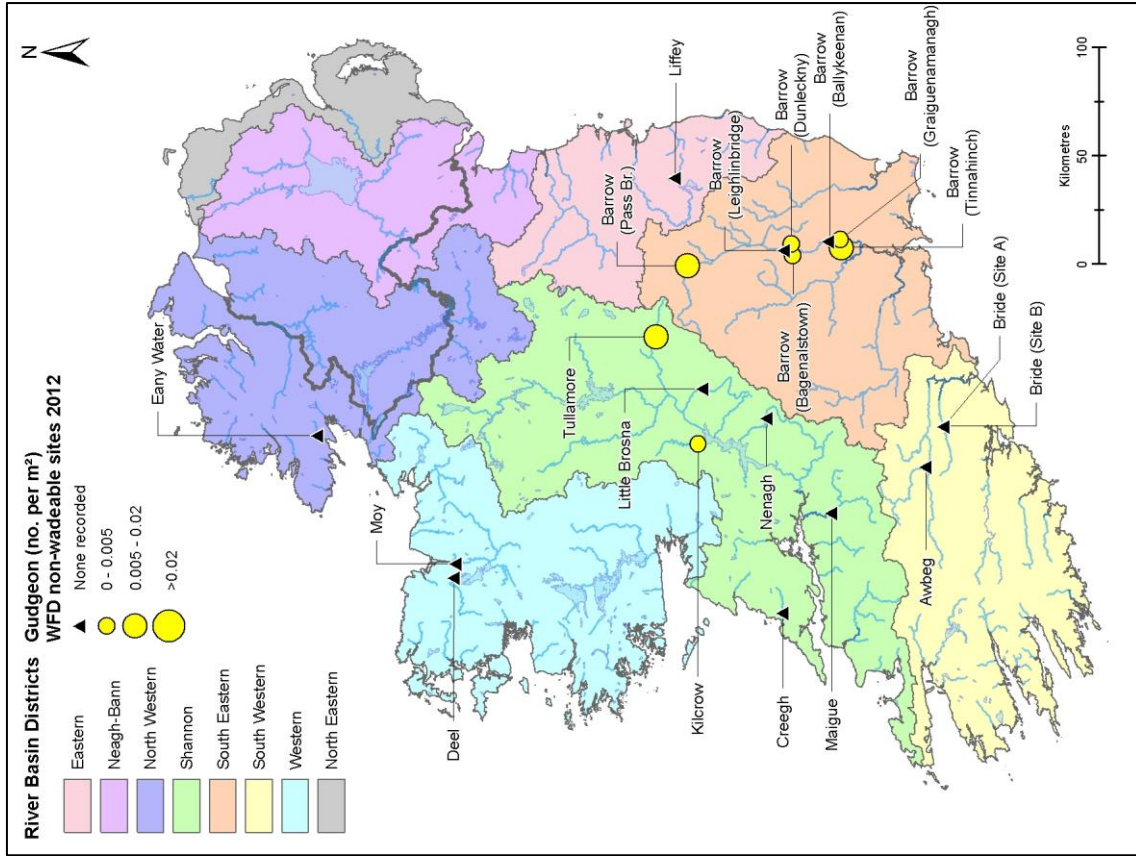 River Basin Districts
Eastern
Neagh-Bann
North Western
Shannon
South Eastern
South Western
Western
North Eastern
Gudgeon (no. per m²)
WFD non-wadeable sites 2012
None recorded
0 - 0.005
0.005 - 0.02
>0.02
N
Eany Water
Moy
Deel
Tullamore
Little Brosna
Kilcrow
Nenagh
Creegh
Maigue
Awbeg
Bride (Site A)
Bride (Site B)
Liffey
Barrow
(Pass Br.)
Barrow
(Leighlinbridge)
Barrow
(Bagenalstown)
Barrow
(Dunleckny)
Barrow
(Ballykeenan)
Barrow
(Graiguenamanagh)
Barrow
(Tinnahinch)
0 50 100
Kilometres